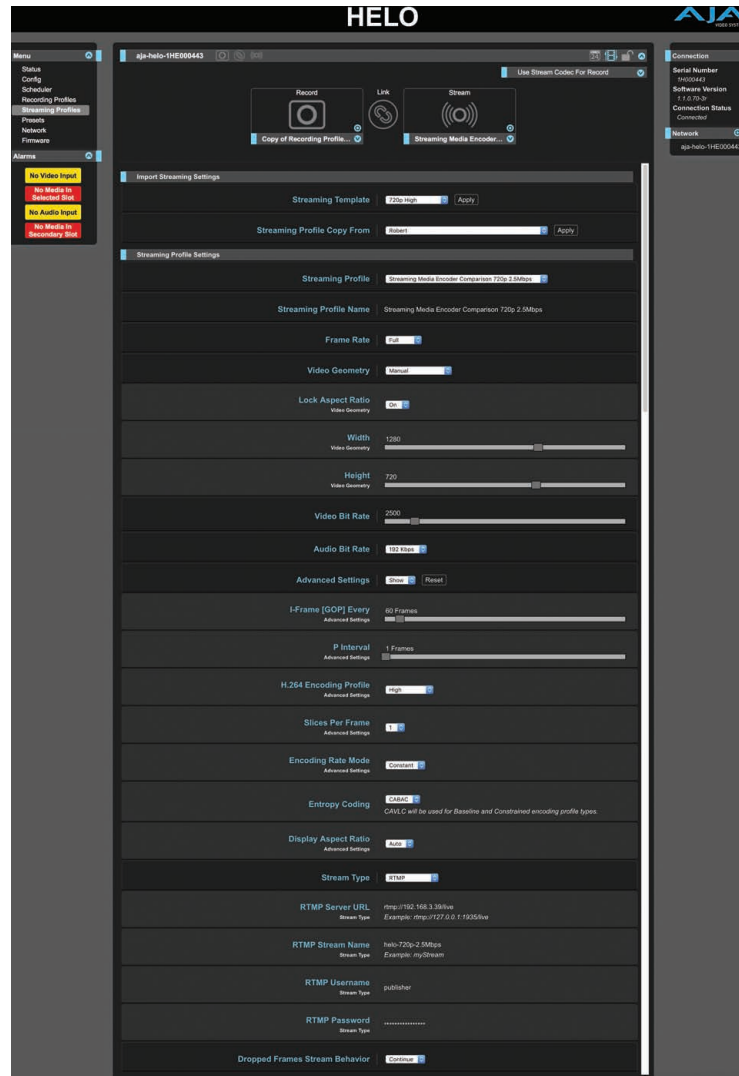 HELO
AJA
VIDEO SYST
Menu
Status
Config
Scheduler
Recording Profiles
Streaming Profiles
Presets
Network
Firmware
Alarms
No Video Input
No Media In
Selected Slot
No Audio Input
No Media In
Secondary Slot
aja-helo-1HE000443
24
Use Stream Codec For Record
Record
Link
Stream
Copy of Recording Profile...
Streaming Media Encoder...
Import Streaming Settings
Streaming Template
720p High
Apply
Streaming Profile Copy From
Robert
Apply
Streaming Profile Settings
Streaming Profile
Streaming Media Encoder Comparison 720p 2.5Mbps
Streaming Profile Name
Streaming Media Encoder Comparison 720p 2.5Mbps
Frame Rate
Full
Video Geometry
Manual
Lock Aspect Ratio
Video Geometry
On
Width
Video Geometry
1280
Height
Video Geometry
720
Video Bit Rate
2500
Audio Bit Rate
192 Kbps
Advanced Settings
Show
Reset
I-Frame [GOP] Every
Advanced Settings
60 Frames
P Interval
Advanced Settings
1 Frames
H.264 Encoding Profile
Advanced Settings
High
Slices Per Frame
Advanced Settings
1
Encoding Rate Mode
Advanced Settings
Constant
Entropy Coding
CABAC
CAVLC will be used for Baseline and Constrained encoding profile types.
Display Aspect Ratio
Advanced Settings
Auto
Stream Type
RTMP
RTMP Server URL
Stream Type
rtmp://192.168.3.39/live
Example: rtmp://127.0.0.1:1935/live
RTMP Stream Name
Stream Type
helo-720p-2.5Mbps
Example: myStream
RTMP Username
Stream Type
publisher
RTMP Password
Stream Type
Dropped Frames Stream Behavior
Continue
Connection
Serial Number
1H000443
Software Version
1.1.0.70-3r
Connection Status
Connected
Network
aja-helo-1HE00044